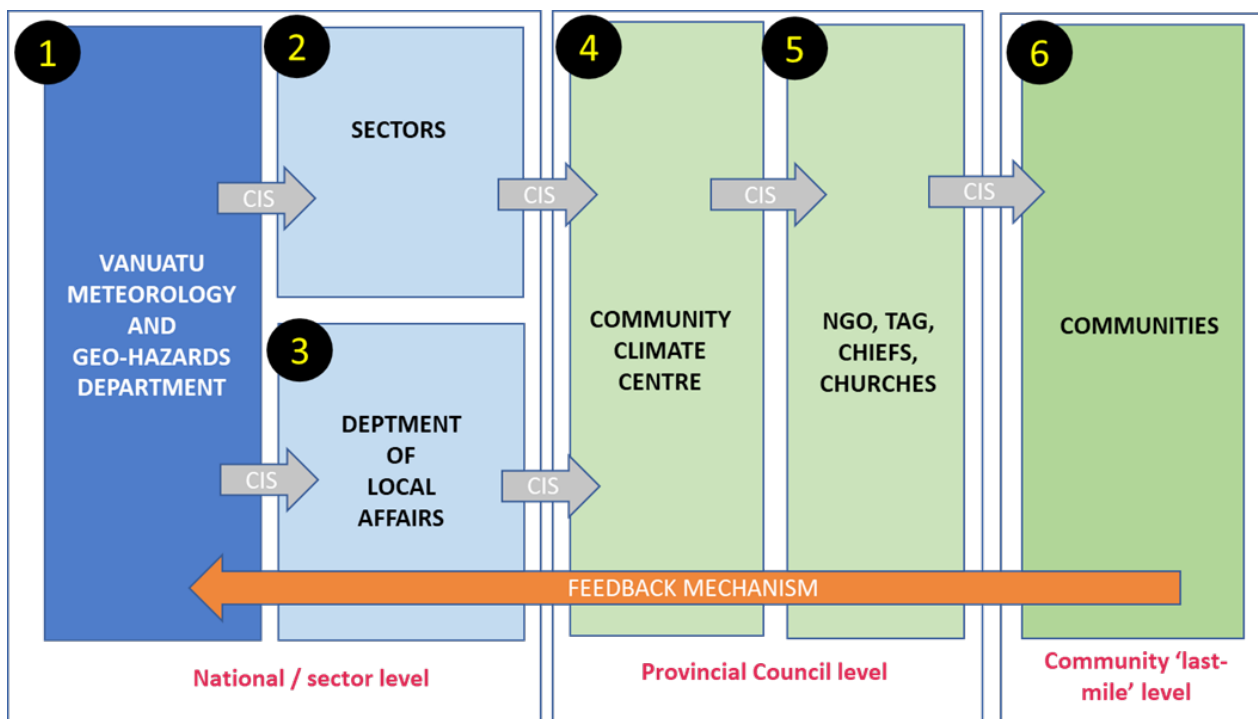 1
VANUATU
METEOROLOGY
AND
GEO-HAZARDS
DEPARTMENT
2
SECTORS
3
DEPTMENT
OF
LOCAL
AFFAIRS
4
COMMUNITY
CLIMATE
CENTRE
5
NGO, TAG,
CHIEFS,
CHURCHES
6
COMMUNITIES
CIS
CIS
CIS
CIS
CIS
CIS
FEEDBACK MECHANISM
National / sector level
Provincial Council level
Community ‘last-
mile’ level